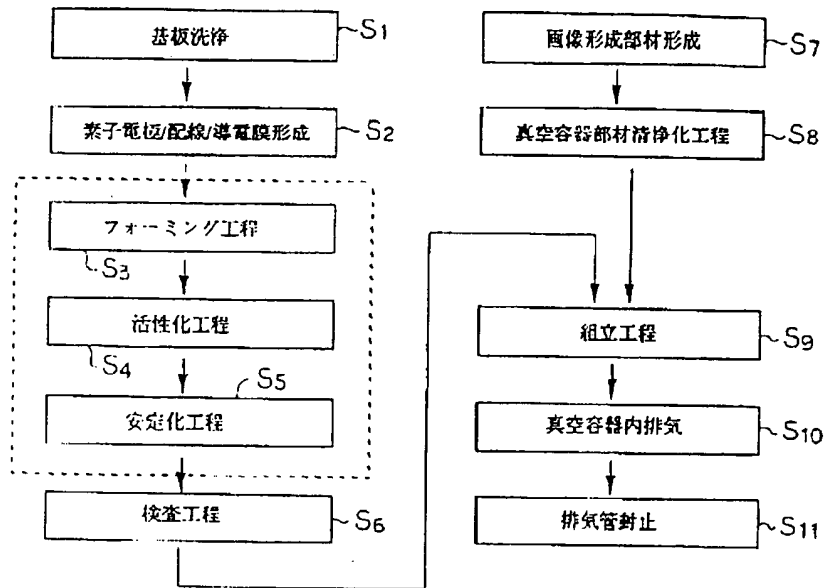 基板洗浄
S1
素子電極/配線/導電膜形成
S2
フォーミング工程
S3
活性化工程
S4
S5
安定化工程
検査工程
S6
画像形成部材形成
S7
真空容器部材清浄化工程
S8
組立工程
S9
真空容器内排気
S10
排気管封止
S11